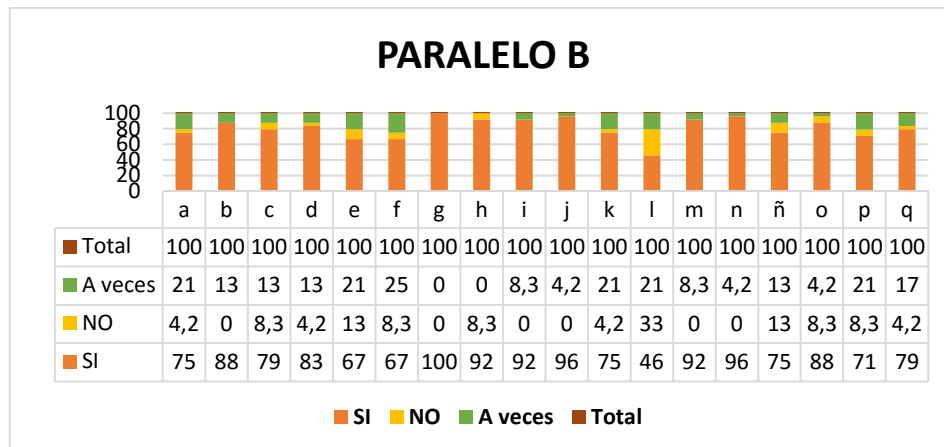 PARALELO B
100
80
60
40
20
0
a b c d e f g h i j k l m n ñ o p q
Total 100 100 100 100 100 100 100 100 100 100 100 100 100 100 100 100 100 100
A veces 21 13 13 13 21 25 0 0 8,3 4,2 21 21 8,3 4,2 13 4,2 21 17
NO 4,2 0 8,3 4,2 13 8,3 0 8,3 0 0 4,2 33 0 0 13 8,3 8,3 4,2
SI 75 88 79 83 67 67 100 92 92 96 75 46 92 96 75 88 71 79
SI NO A veces Total